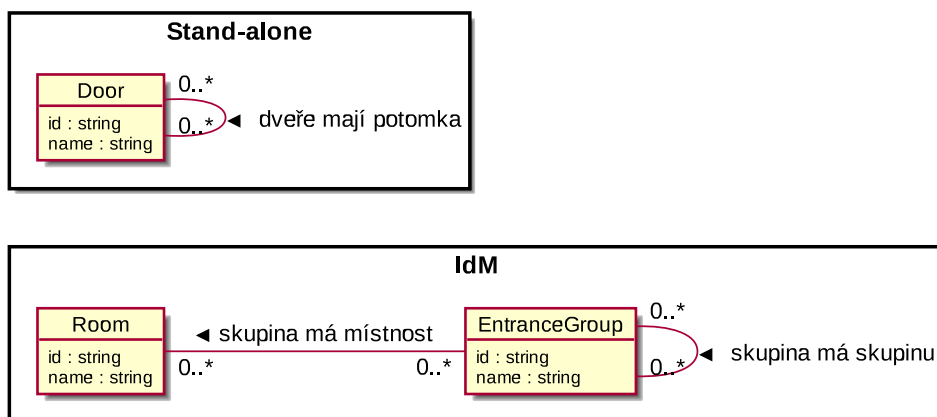 Stand-alone
Door
id : string
name : string
0..*
0..*
◄ dveře mají potomka
IdM
Room
id : string
name : string
◄ skupina má místnost
0..*
0..*
EntranceGroup
id : string
name : string
0..*
0..*
◄ skupina má skupinu